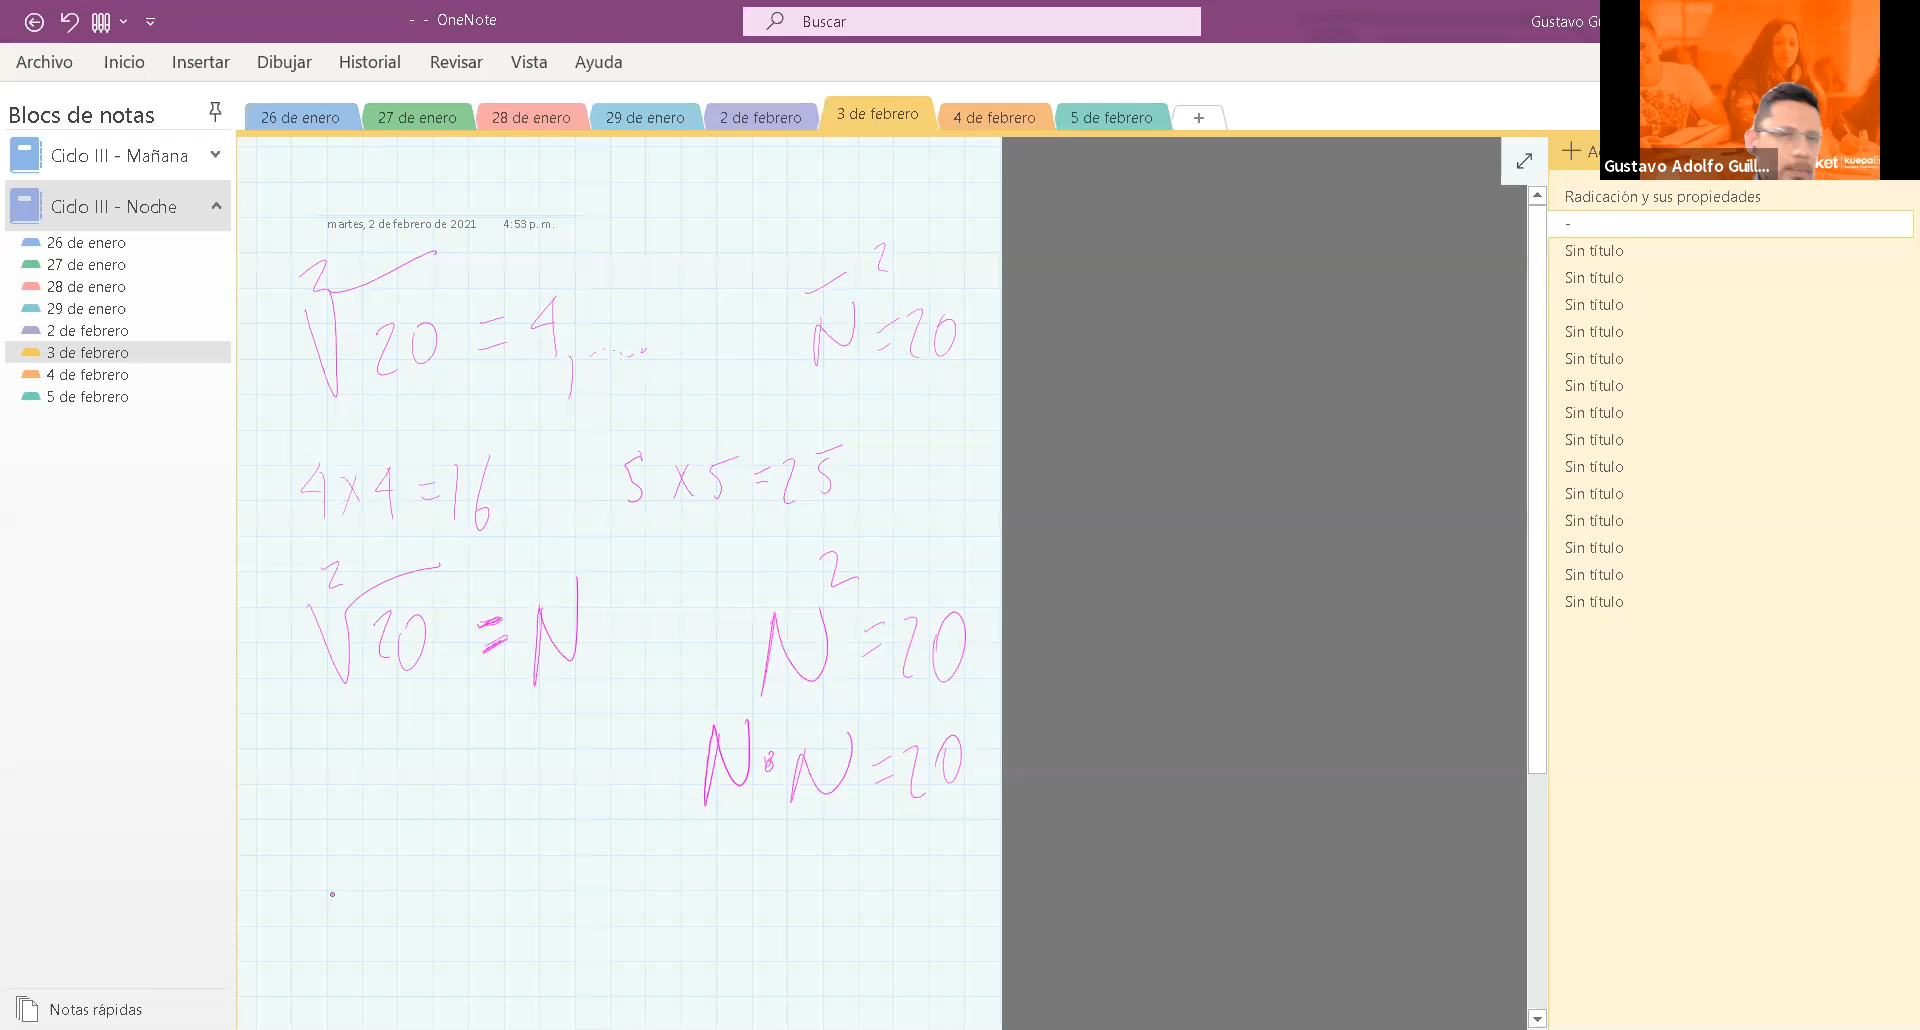 - - OneNote
Buscar
Gustavo Gu
Archivo Inicio Insertar Dibujar Historial Revisar Vista Ayuda
Blocs de notas
26 de enero 27 de enero 28 de enero 29 de enero 2 de febrero 3 de febrero 4 de febrero 5 de febrero +
Ciclo III - Mañana
Ciclo III - Noche
26 de enero
27 de enero
28 de enero
29 de enero
2 de febrero
3 de febrero
4 de febrero
5 de febrero
Notas rápidas
martes, 2 de febrero de 2021 4:53 p. m.
²√20 = 4,.....
N² = 20
4 x 4 = 16
5 x 5 = 25
²√20 = N
N² = 20
N · N = 20
ket | kuepa
Gustavo Adolfo Guill...
Radicación y sus propiedades
-
Sin título
Sin título
Sin título
Sin título
Sin título
Sin título
Sin título
Sin título
Sin título
Sin título
Sin título
Sin título
Sin título
Sin título